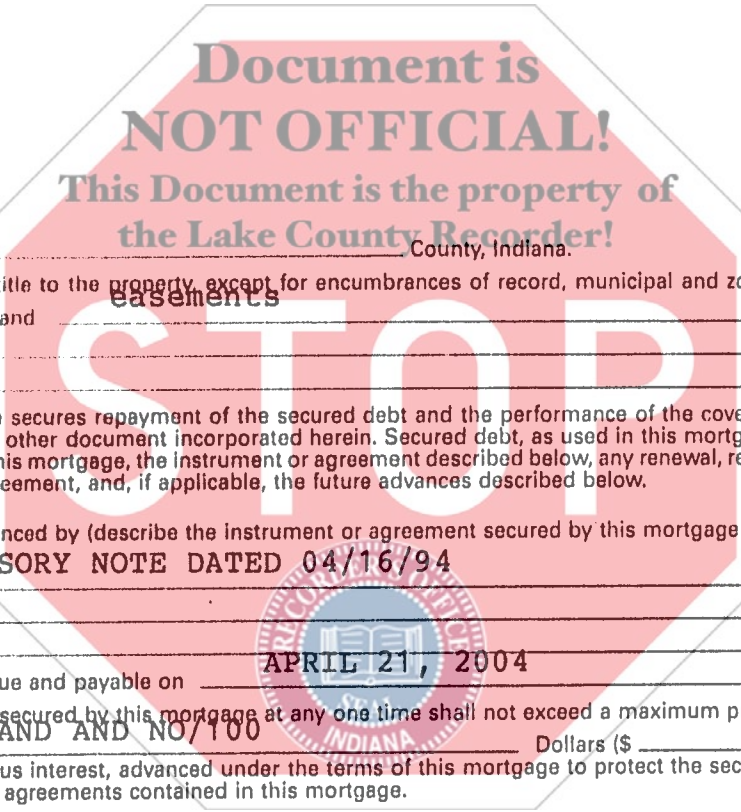 Document is
NOT OFFICIAL!
This Document is the property of
the Lake County Recorder!
County, Indiana.
itle to the property, except for encumbrances of record, municipal and zo
easements
and
STOP
secures repayment of the secured debt and the performance of the cove
other document incorporated herein. Secured debt, as used in this mortg
his mortgage, the instrument or agreement described below, any renewal, re
eement, and, if applicable, the future advances described below.
nced by (describe the instrument or agreement secured by this mortgage
SORY NOTE DATED 04/16/94
RECORDER'S OFFICE
APRIL 21, 2004
ue and payable on
SEAL
secured by this mortgage at any one time shall not exceed a maximum p
AND AND NO/100
INDIANA
Dollars ($
us interest, advanced under the terms of this mortgage to protect the sec
agreements contained in this mortgage.